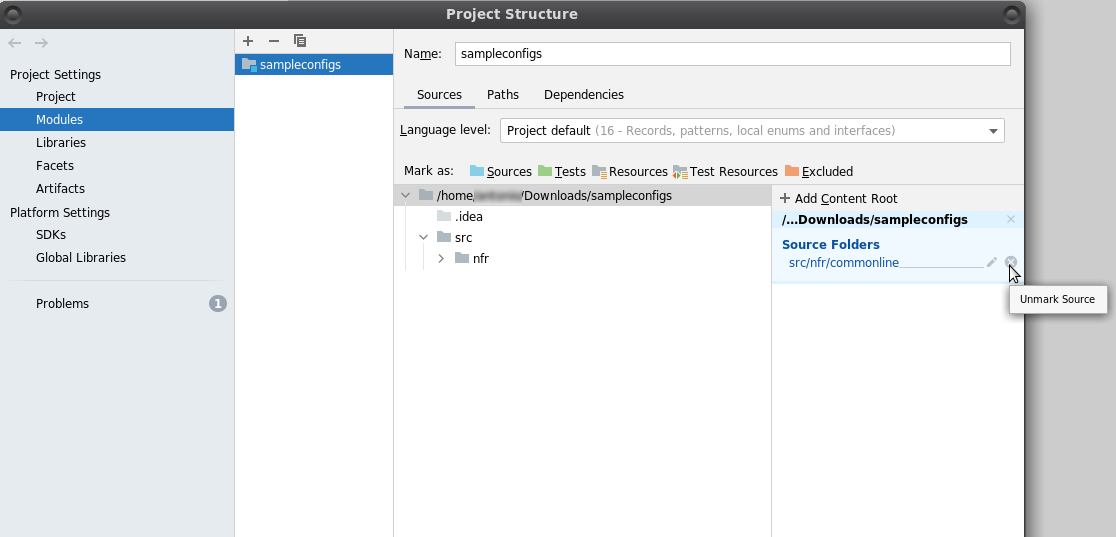 Project Structure
Project Settings
Project
Modules
Libraries
Facets
Artifacts
Platform Settings
SDKs
Global Libraries
Problems
1
sampleconfigs
Name: sampleconfigs
Sources Paths Dependencies
Language level: Project default (16 - Records, patterns, local enums and interfaces)
Mark as: Sources Tests Resources Test Resources Excluded
/home/ /Downloads/sampleconfigs
.idea
src
nfr
Add Content Root
/...Downloads/sampleconfigs
Source Folders
src/nfr/commonline
Unmark Source